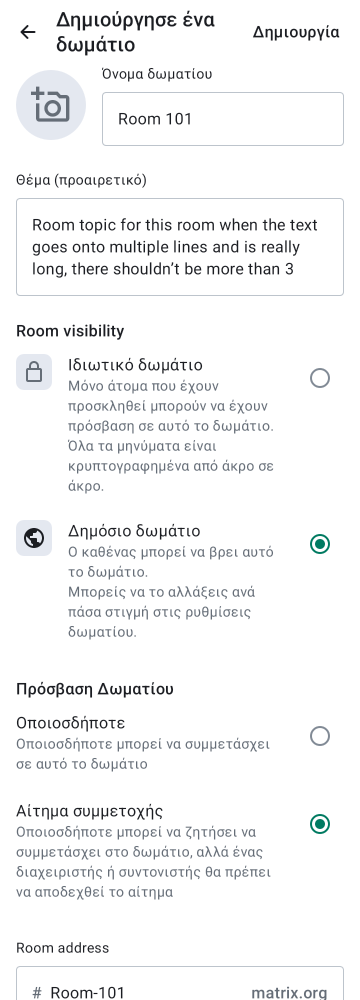 Δημιούργησε ένα
δωμάτιο
Δημιουργία
Όνομα δωματίου
Room 101
Θέμα (προαιρετικό)
Room topic for this room when the text
goes onto multiple lines and is really
long, there shouldn’t be more than 3
Room visibility
Ιδιωτικό δωμάτιο
Μόνο άτομα που έχουν
προσκληθεί μπορούν να έχουν
πρόσβαση σε αυτό το δωμάτιο.
Όλα τα μηνύματα είναι
κρυπτογραφημένα από άκρο σε
άκρο.
Δημόσιο δωμάτιο
Ο καθένας μπορεί να βρει αυτό
το δωμάτιο.
Μπορείς να το αλλάξεις ανά
πάσα στιγμή στις ρυθμίσεις
δωματίου.
Πρόσβαση Δωματίου
Οποιοσδήποτε
Οποιοσδήποτε μπορεί να συμμετάσχει
σε αυτό το δωμάτιο
Αίτημα συμμετοχής
Οποιοσδήποτε μπορεί να ζητήσει να
συμμετάσχει στο δωμάτιο, αλλά ένας
διαχειριστής ή συντονιστής θα πρέπει
να αποδεχθεί το αίτημα
Room address
# Room-101 matrix.org